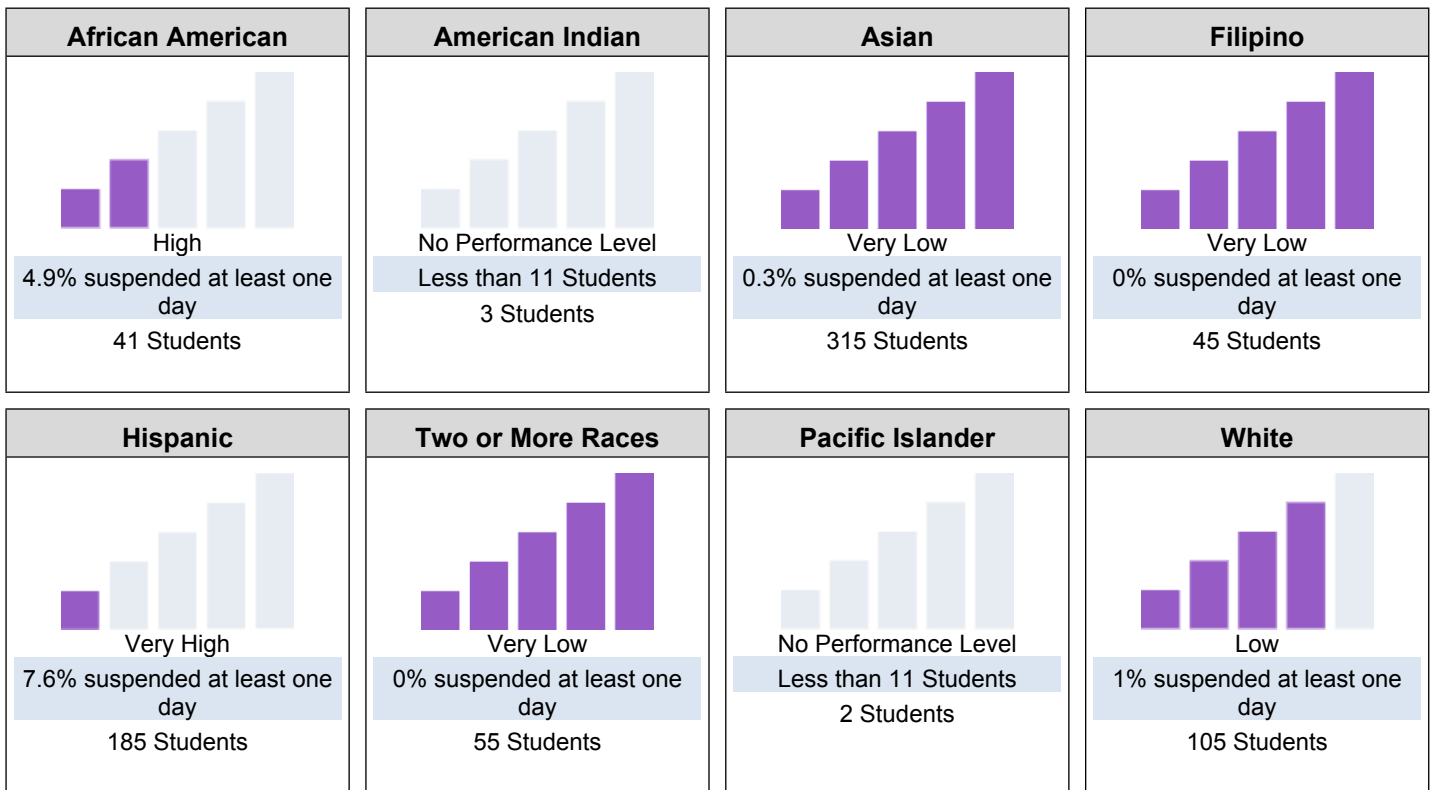 African American
High
4.9% suspended at least one
day
41 Students
American Indian
No Performance Level
Less than 11 Students
3 Students
Asian
Very Low
0.3% suspended at least one
day
315 Students
Filipino
Very Low
0% suspended at least one
day
45 Students
Hispanic
Very High
7.6% suspended at least one
day
185 Students
Two or More Races
Very Low
0% suspended at least one
day
55 Students
Pacific Islander
No Performance Level
Less than 11 Students
2 Students
White
Low
1% suspended at least one
day
105 Students